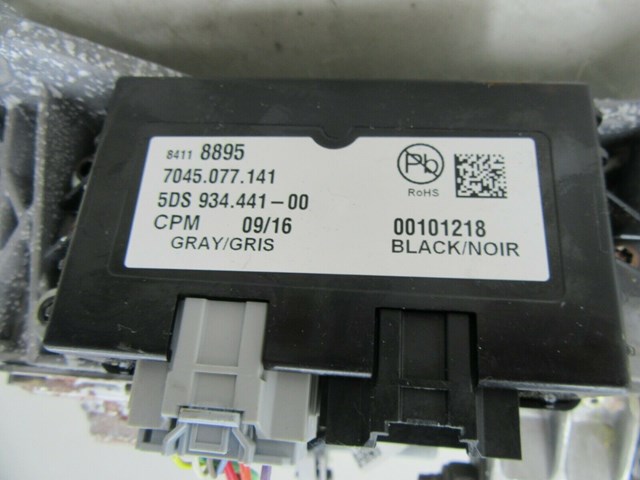 8411 8895
7045.077.141
5DS 934.441-00
CPM 09/16 00101218
GRAY/GRIS BLACK/NOIR
Pb
RoHS